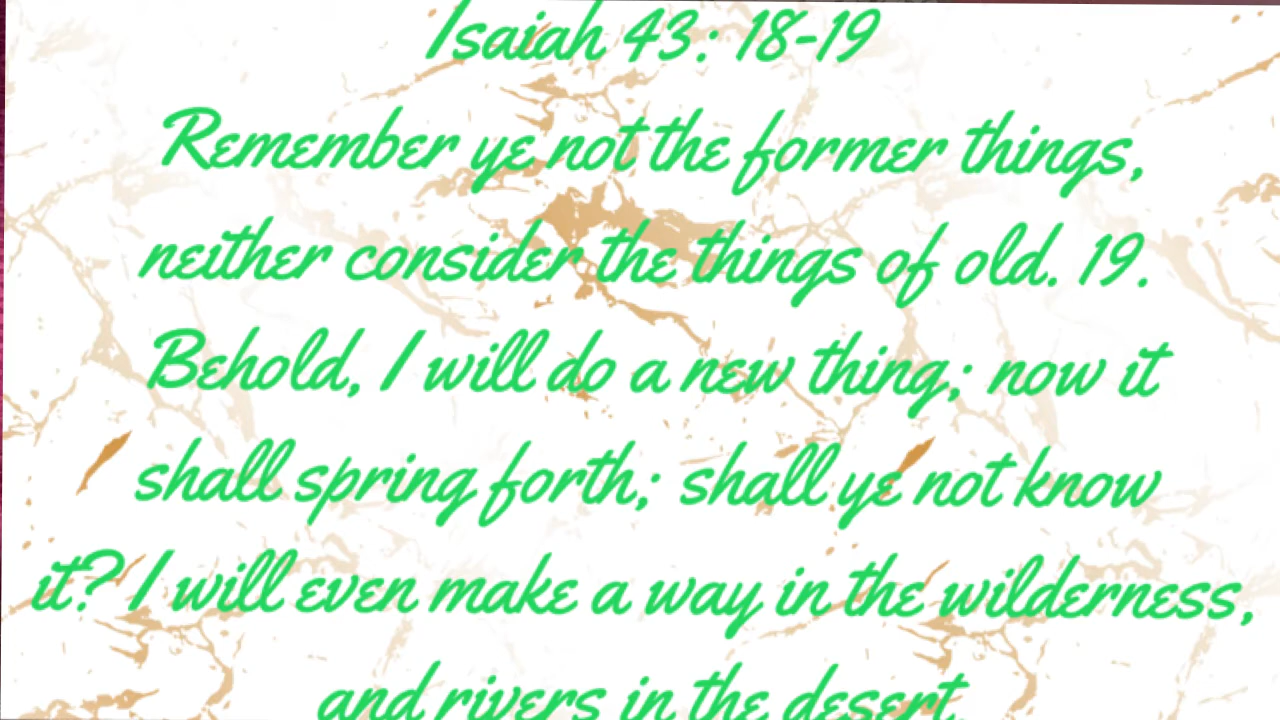 Isaiah 43: 18-19
Remember ye not the former things,
neither consider the things of old. 19.
Behold, I will do a new thing; now it
shall spring forth; shall ye not know
it? I will even make a way in the wilderness,
and rivers in the desert.